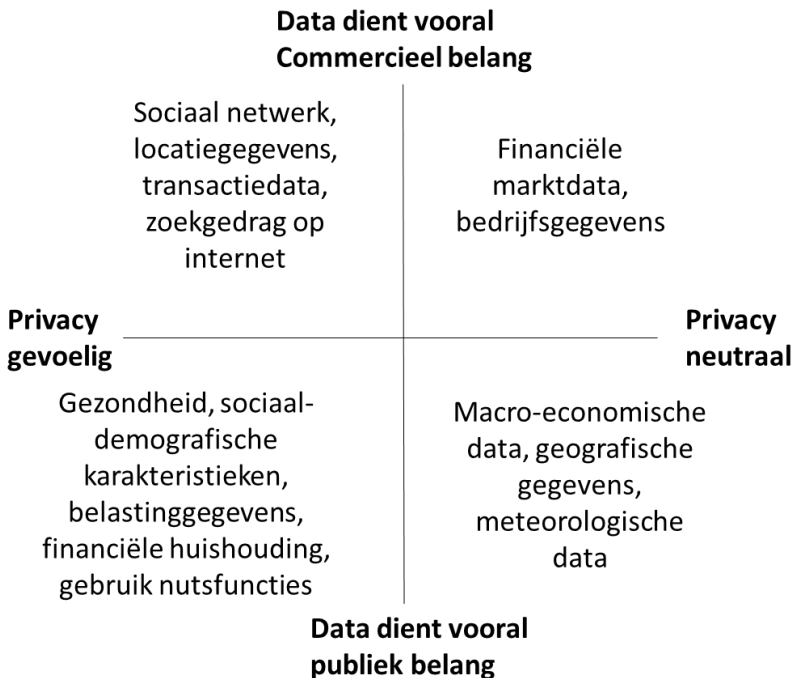 Data dient vooral
Commercieel belang
Sociaal netwerk,
locatiegegevens,
transactiedata,
zoekgedrag op
internet
Financiële
marktdata,
bedrijfsgegevens
Privacy
gevoelig
Privacy
neutraal
Gezondheid, sociaal-
demografische
karakteristieken,
belastinggegevens,
financiële huishouding,
gebruik nutsfuncties
Macro-economische
data, geografische
gegevens,
meteorologische
data
Data dient vooral
publiek belang